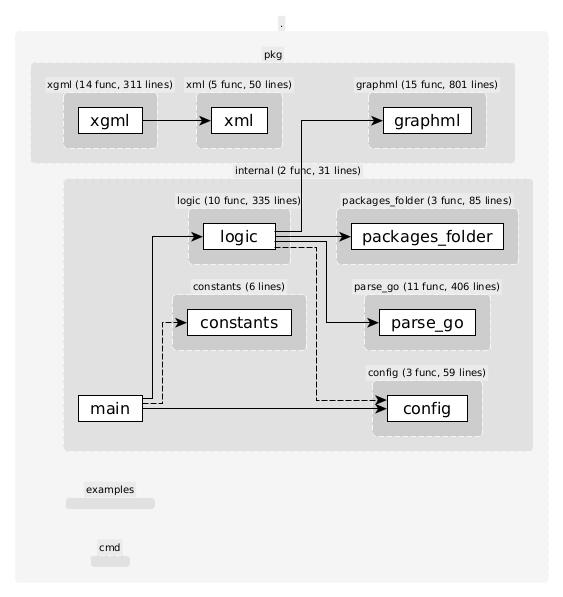 .
pkg
xgml (14 func, 311 lines)
xml (5 func, 50 lines)
graphml (15 func, 801 lines)
xgml
xml
graphml
internal (2 func, 31 lines)
logic (10 func, 335 lines)
packages_folder (3 func, 85 lines)
logic
packages_folder
constants (6 lines)
parse_go (11 func, 406 lines)
constants
parse_go
config (3 func, 59 lines)
main
config
examples
cmd